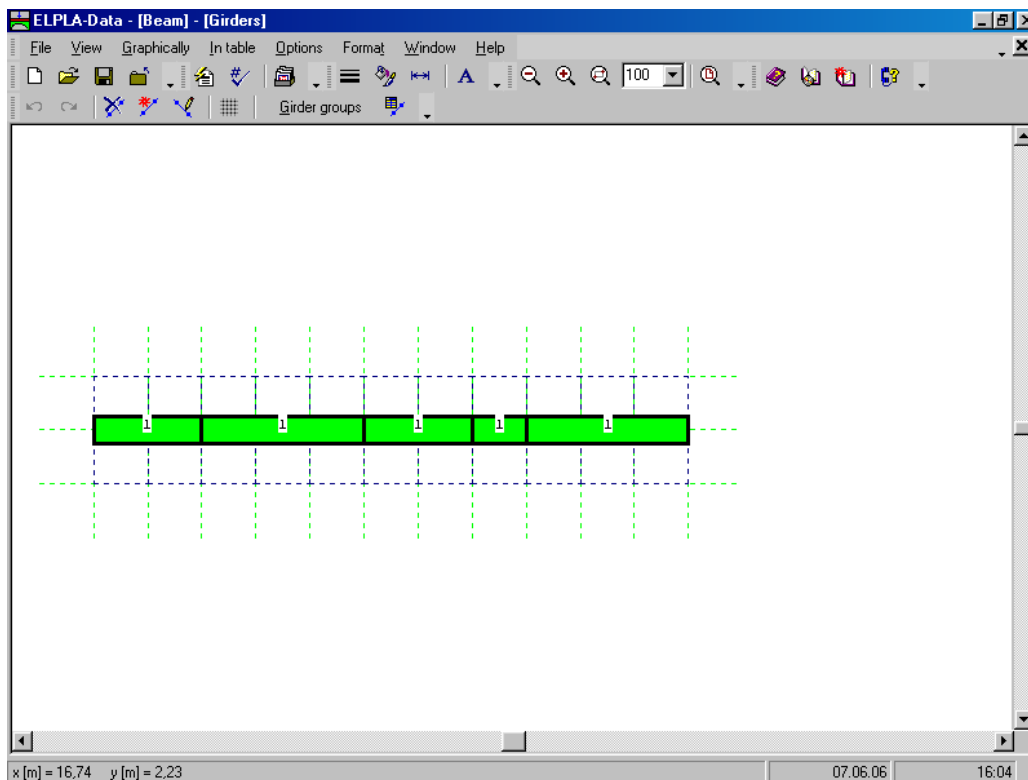 ELPLA-Data - [Beam] - [Girders]
File View Graphically In table Options Format Window Help
A 100
Girder groups
1 1 1 1 1
x [m] = 16,74 y [m] = 2,23 07.06.06 16:04